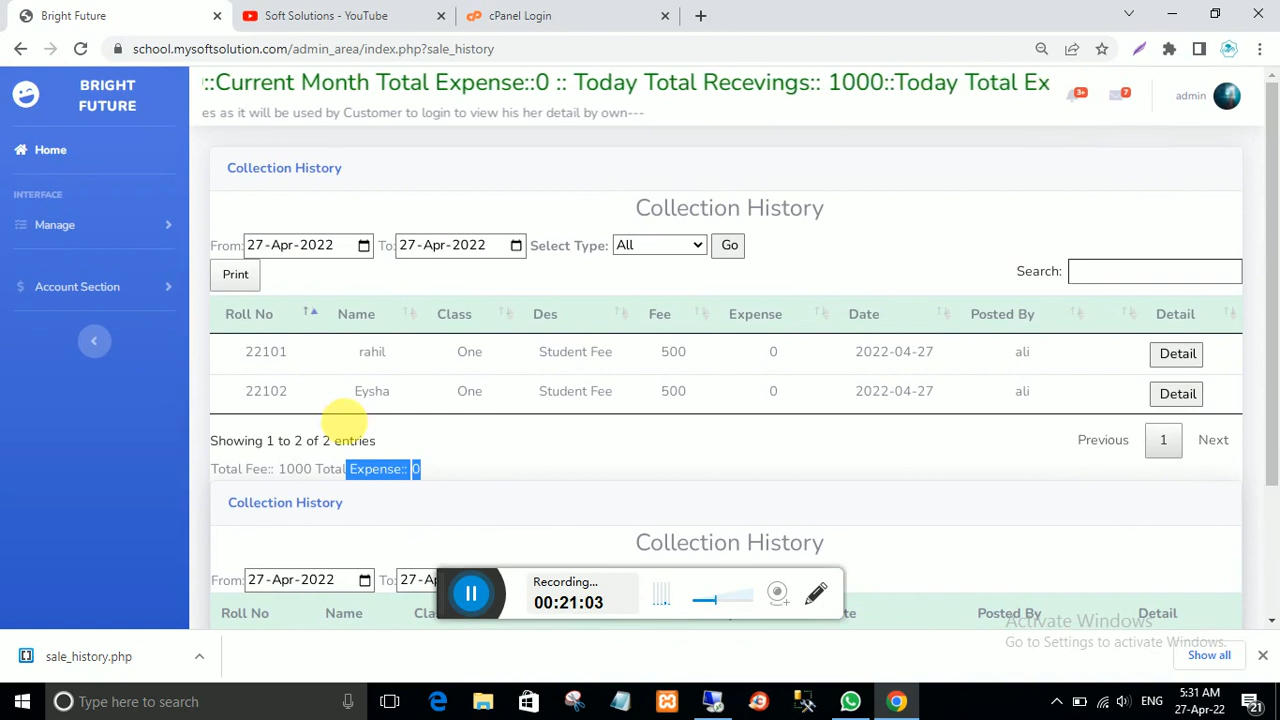 Bright Future
Soft Solutions - YouTube
cPanel Login
school.mysoftsolution.com/admin_area/index.php?sale_history
BRIGHT
FUTURE
::Current Month Total Expense::0 :: Today Total Recevings:: 1000::Today Total Ex
es as it will be used by Customer to login to view his her detail by own---
3+
7
admin
Home
INTERFACE
Manage
Account Section
Collection History
Collection History
From: 27-Apr-2022 To: 27-Apr-2022 Select Type: All Go
Print
Search:
Roll No Name Class Des Fee Expense Date Posted By Detail
22101 rahil One Student Fee 500 0 2022-04-27 ali Detail
22102 Eysha One Student Fee 500 0 2022-04-27 ali Detail
Showing 1 to 2 of 2 entries
Previous 1 Next
Total Fee:: 1000 Total Expense:: 0
Collection History
Collection History
From: 27-Apr-2022 To: 27-A
Roll No Name Posted By Detail
Recording...
00:21:03
Activate Windows
Go to Settings to activate Windows.
sale_history.php
Show all
Type here to search
ENG
5:31 AM
27-Apr-22
21